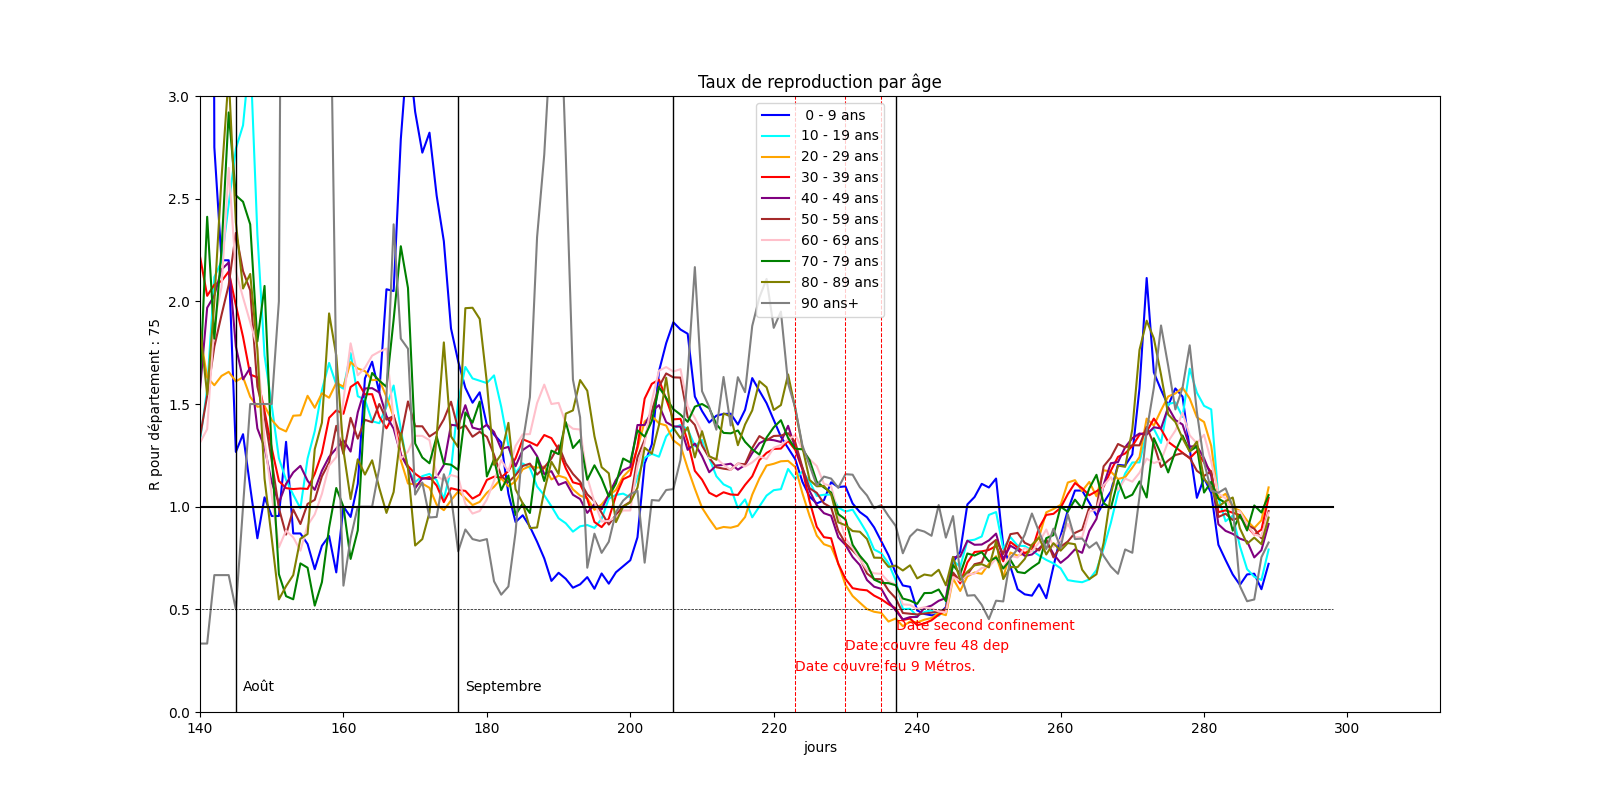 Taux de reproduction par âge
3.0
2.5
2.0
1.5
1.0
0.5
0.0
R pour département : 75
0 - 9 ans
10 - 19 ans
20 - 29 ans
30 - 39 ans
40 - 49 ans
50 - 59 ans
60 - 69 ans
70 - 79 ans
80 - 89 ans
90 ans+
Date second confinement
Date couvre feu 48 dep
Date couvre feu 9 Métros.
Août
Septembre
140
160
180
200
220
240
260
280
300
jours